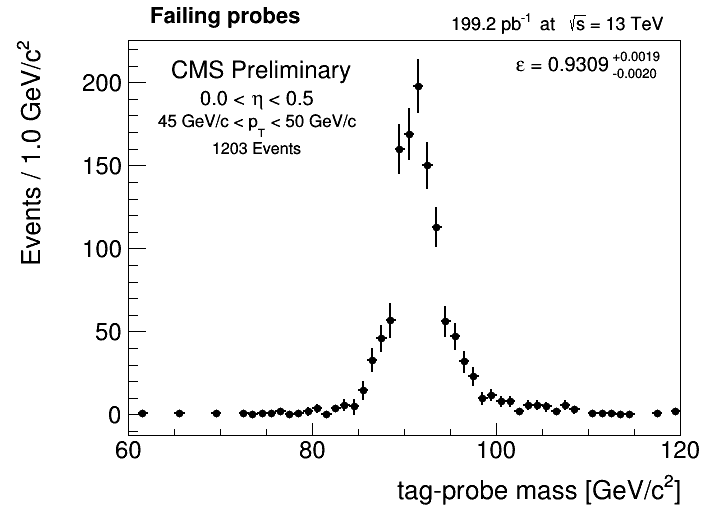 Failing probes
199.2 pb⁻¹ at √s = 13 TeV
CMS Preliminary
ε = 0.9309 +0.0019 -0.0020
0.0 < η < 0.5
45 GeV/c < p_T < 50 GeV/c
1203 Events
Events / 1.0 GeV/c²
200
150
100
50
0
60 80 100 120
tag-probe mass [GeV/c²]